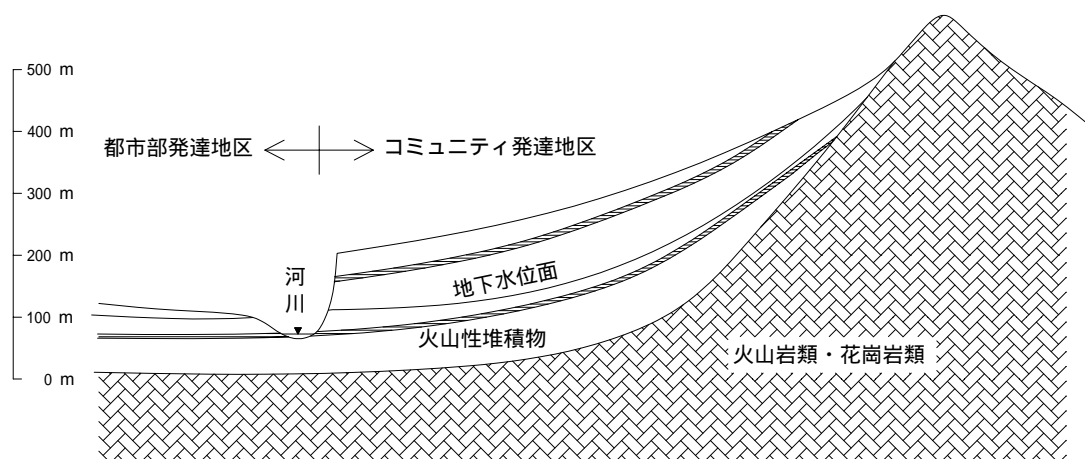 500 m
400 m
都市部発達地区
コミュニティ発達地区
300 m
200 m
河川
地下水位面
100 m
火山性堆積物
火山岩類・花崗岩類
0 m